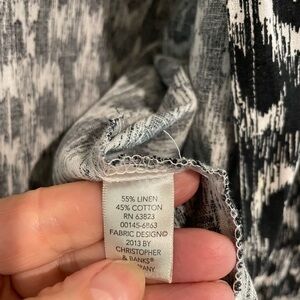 55% LINEN
45% COTTON
RN 63823
00145-6863
FABRIC DESIGN©
2013 BY
CHRISTOPHER
& BANKS®